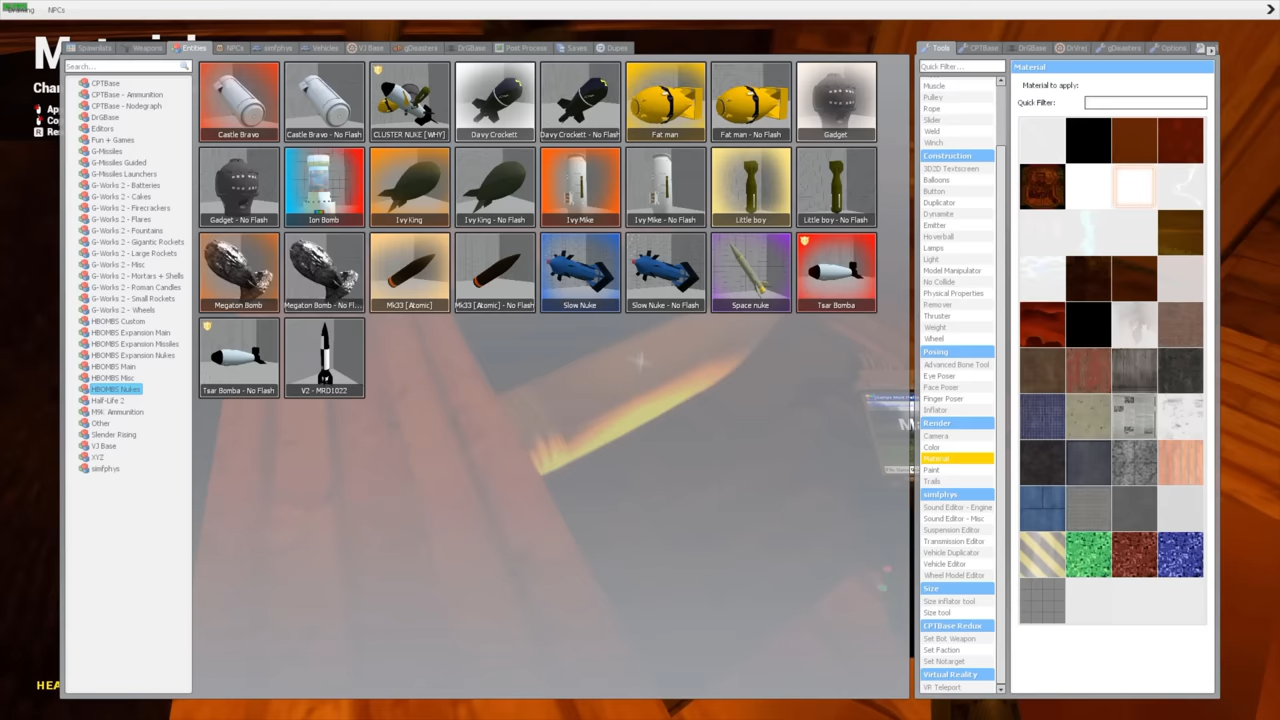 Drawing NPCs
M
Cha
Ap
Co
R Re
HEA
Spawnlists Weapons Entities NPCs simfphys Vehicles VJ Base gDisasters DrGBase Post Process Saves Dupes
Search...
CPTBase
CPTBase - Ammunition
CPTBase - Nodegraph
DrGBase
Editors
Fun + Games
G-Missiles
G-Missiles Guided
G-Missiles Launchers
G-Works 2 - Batteries
G-Works 2 - Cakes
G-Works 2 - Firecrackers
G-Works 2 - Flares
G-Works 2 - Fountains
G-Works 2 - Gigantic Rockets
G-Works 2 - Large Rockets
G-Works 2 - Misc
G-Works 2 - Mortars + Shells
G-Works 2 - Roman Candles
G-Works 2 - Small Rockets
G-Works 2 - Wheels
HBOMBS Custom
HBOMBS Expansion Main
HBOMBS Expansion Missiles
HBOMBS Expansion Nukes
HBOMBS Main
HBOMBS Misc
HBOMBS Nukes
Half-Life 2
M9K Ammunition
Other
Slender Rising
VJ Base
XYZ
simfphys
Castle Bravo
Castle Bravo - No Flash
CLUSTER NUKE [WHY]
Davy Crockett
Davy Crockett - No Flash
Fat man
Fat man - No Flash
Gadget
Gadget - No Flash
Ion Bomb
Ivy King
Ivy King - No Flash
Ivy Mike
Ivy Mike - No Flash
Little boy
Little boy - No Flash
Megaton Bomb
Megaton Bomb - No Fl...
Mk33 [Atomic]
Mk33 [Atomic] - No Flash
Slow Nuke
Slow Nuke - No Flash
Space nuke
Tsar Bomba
Tsar Bomba - No Flash
V2 - MRD1022
Tools CPTBase DrGBase DrVrej gDisasters Options
Quick Filter...
Muscle
Pulley
Rope
Slider
Weld
Winch
Construction
3D2D Textscreen
Balloons
Button
Duplicator
Dynamite
Emitter
Hoverball
Lamps
Light
Model Manipulator
No Collide
Physical Properties
Remover
Thruster
Weight
Wheel
Posing
Advanced Bone Tool
Eye Poser
Face Poser
Finger Poser
Inflator
Render
Camera
Color
Material
Paint
Trails
simfphys
Sound Editor - Engine
Sound Editor - Misc
Suspension Editor
Transmission Editor
Vehicle Duplicator
Vehicle Editor
Wheel Model Editor
Size
Size inflator tool
Size tool
CPTBase Redux
Set Bot Weapon
Set Faction
Set Notarget
Virtual Reality
VR Teleport
Material
Material to apply:
Quick Filter: